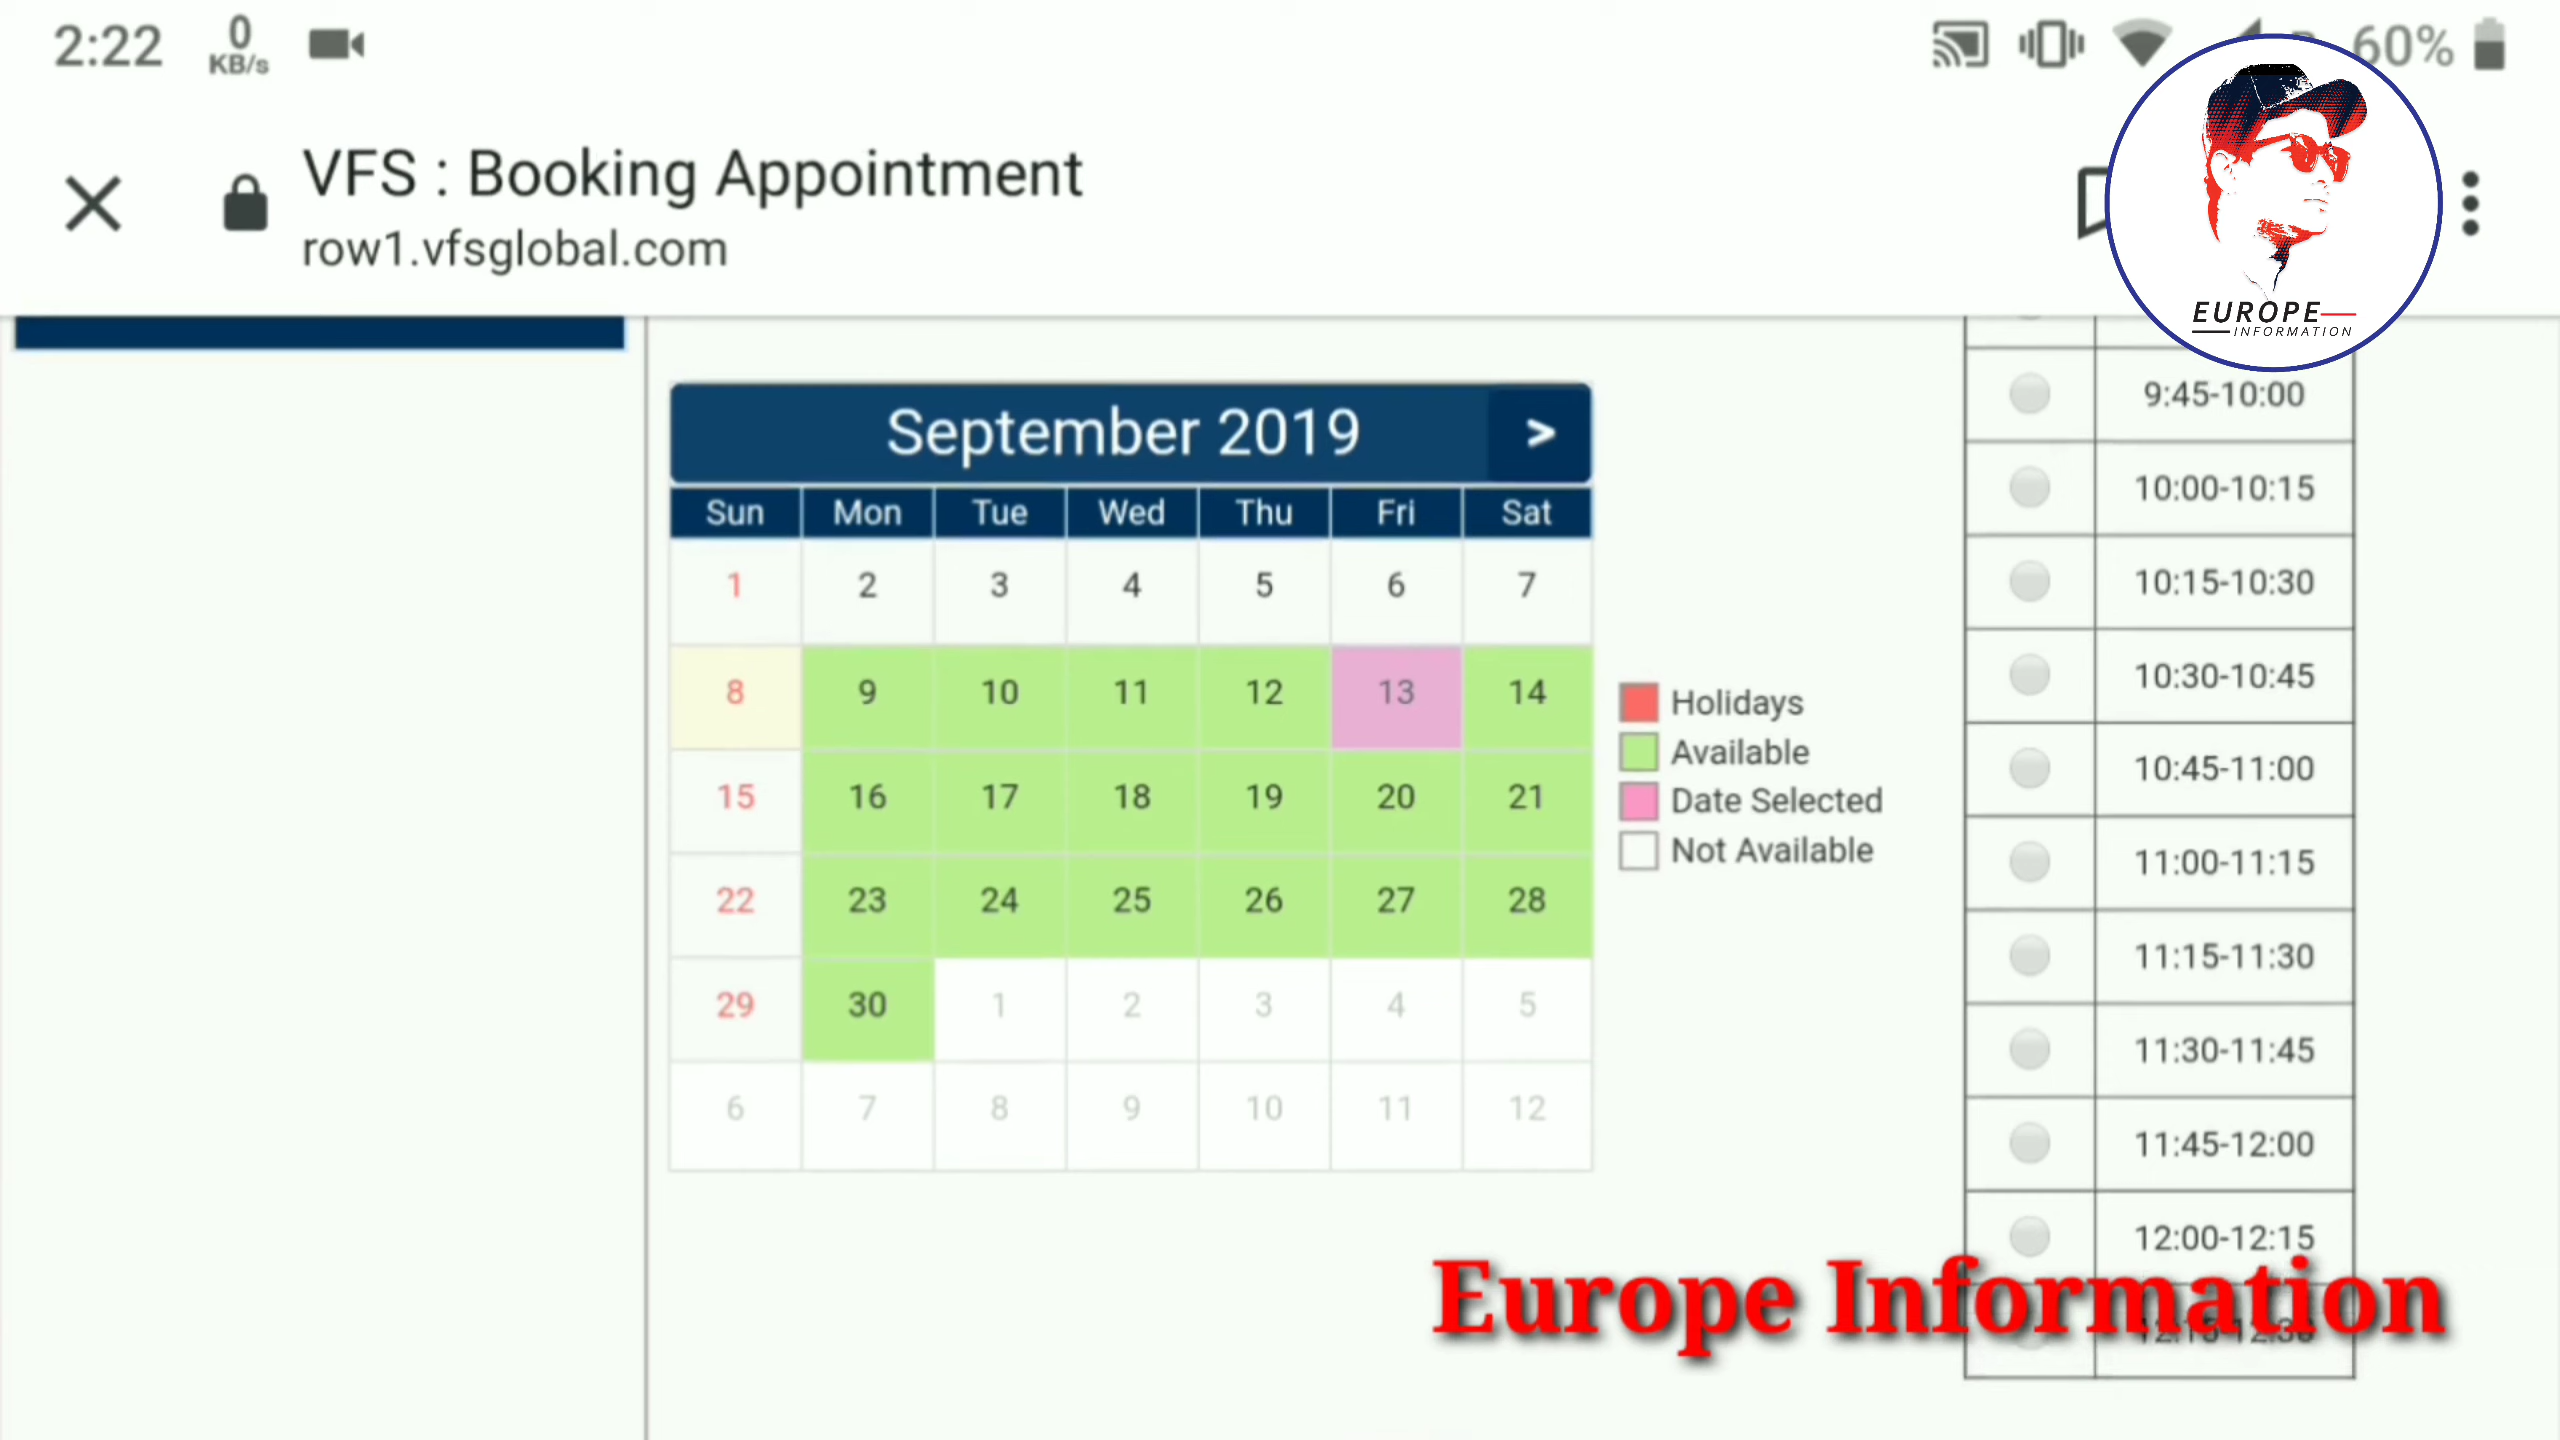 2:22
0
KB/s
60%
VFS : Booking Appointment
row1.vfsglobal.com
EUROPE
INFORMATION
September 2019 >
Sun Mon Tue Wed Thu Fri Sat
1 2 3 4 5 6 7
8 9 10 11 12 13 14
15 16 17 18 19 20 21
22 23 24 25 26 27 28
29 30 1 2 3 4 5
6 7 8 9 10 11 12
Holidays
Available
Date Selected
Not Available
9:45-10:00
10:00-10:15
10:15-10:30
10:30-10:45
10:45-11:00
11:00-11:15
11:15-11:30
11:30-11:45
11:45-12:00
12:00-12:15
12:15-12:30
Europe Information